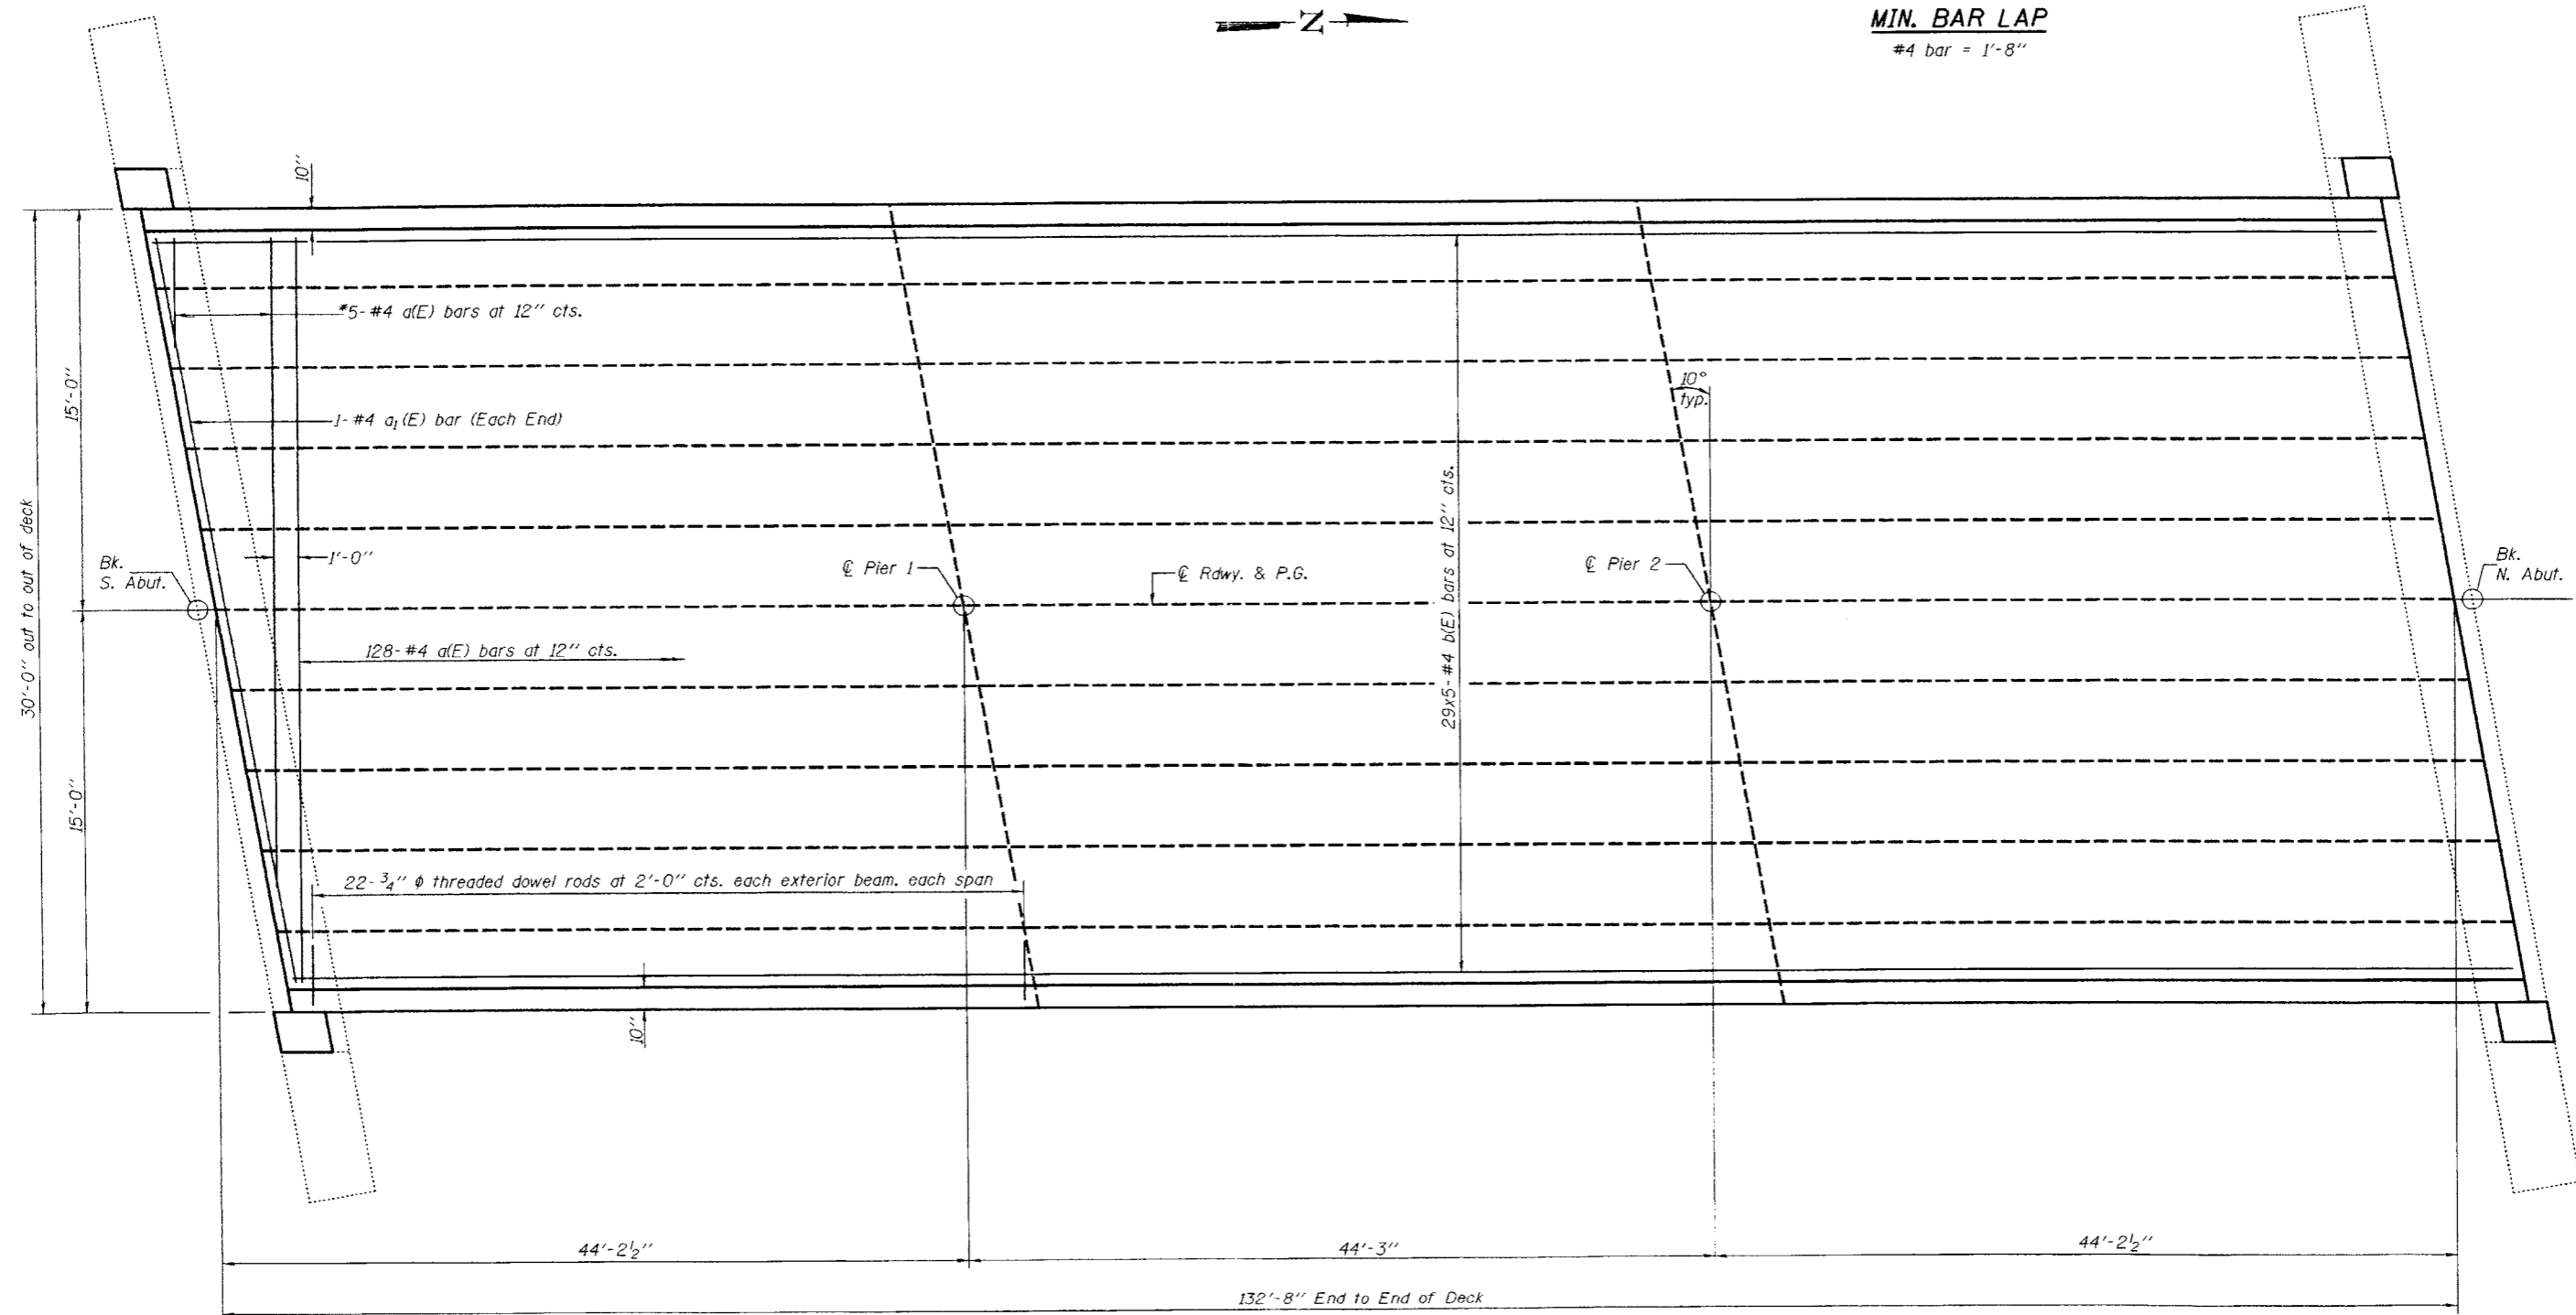 Z
MIN. BAR LAP
#4 bar = 1'-8"
10"
*5-#4 a(E) bars at 12" cts.
15'-0"
10°
typ.
1-#4 a₁(E) bar (Each End)
30'-0" out to out of deck
29x5-#4 b(E) bars at 12" cts.
1'-0"
Bk.
S. Abut.
℄ Pier 1
℄ Rdwy. & P.G.
℄ Pier 2
Bk.
N. Abut.
128-#4 a(E) bars at 12" cts.
15'-0"
22-¾" ϕ threaded dowel rods at 2'-0" cts. each exterior beam, each span
10"
44'-2½"
44'-3"
44'-2½"
132'-8" End to End of Deck